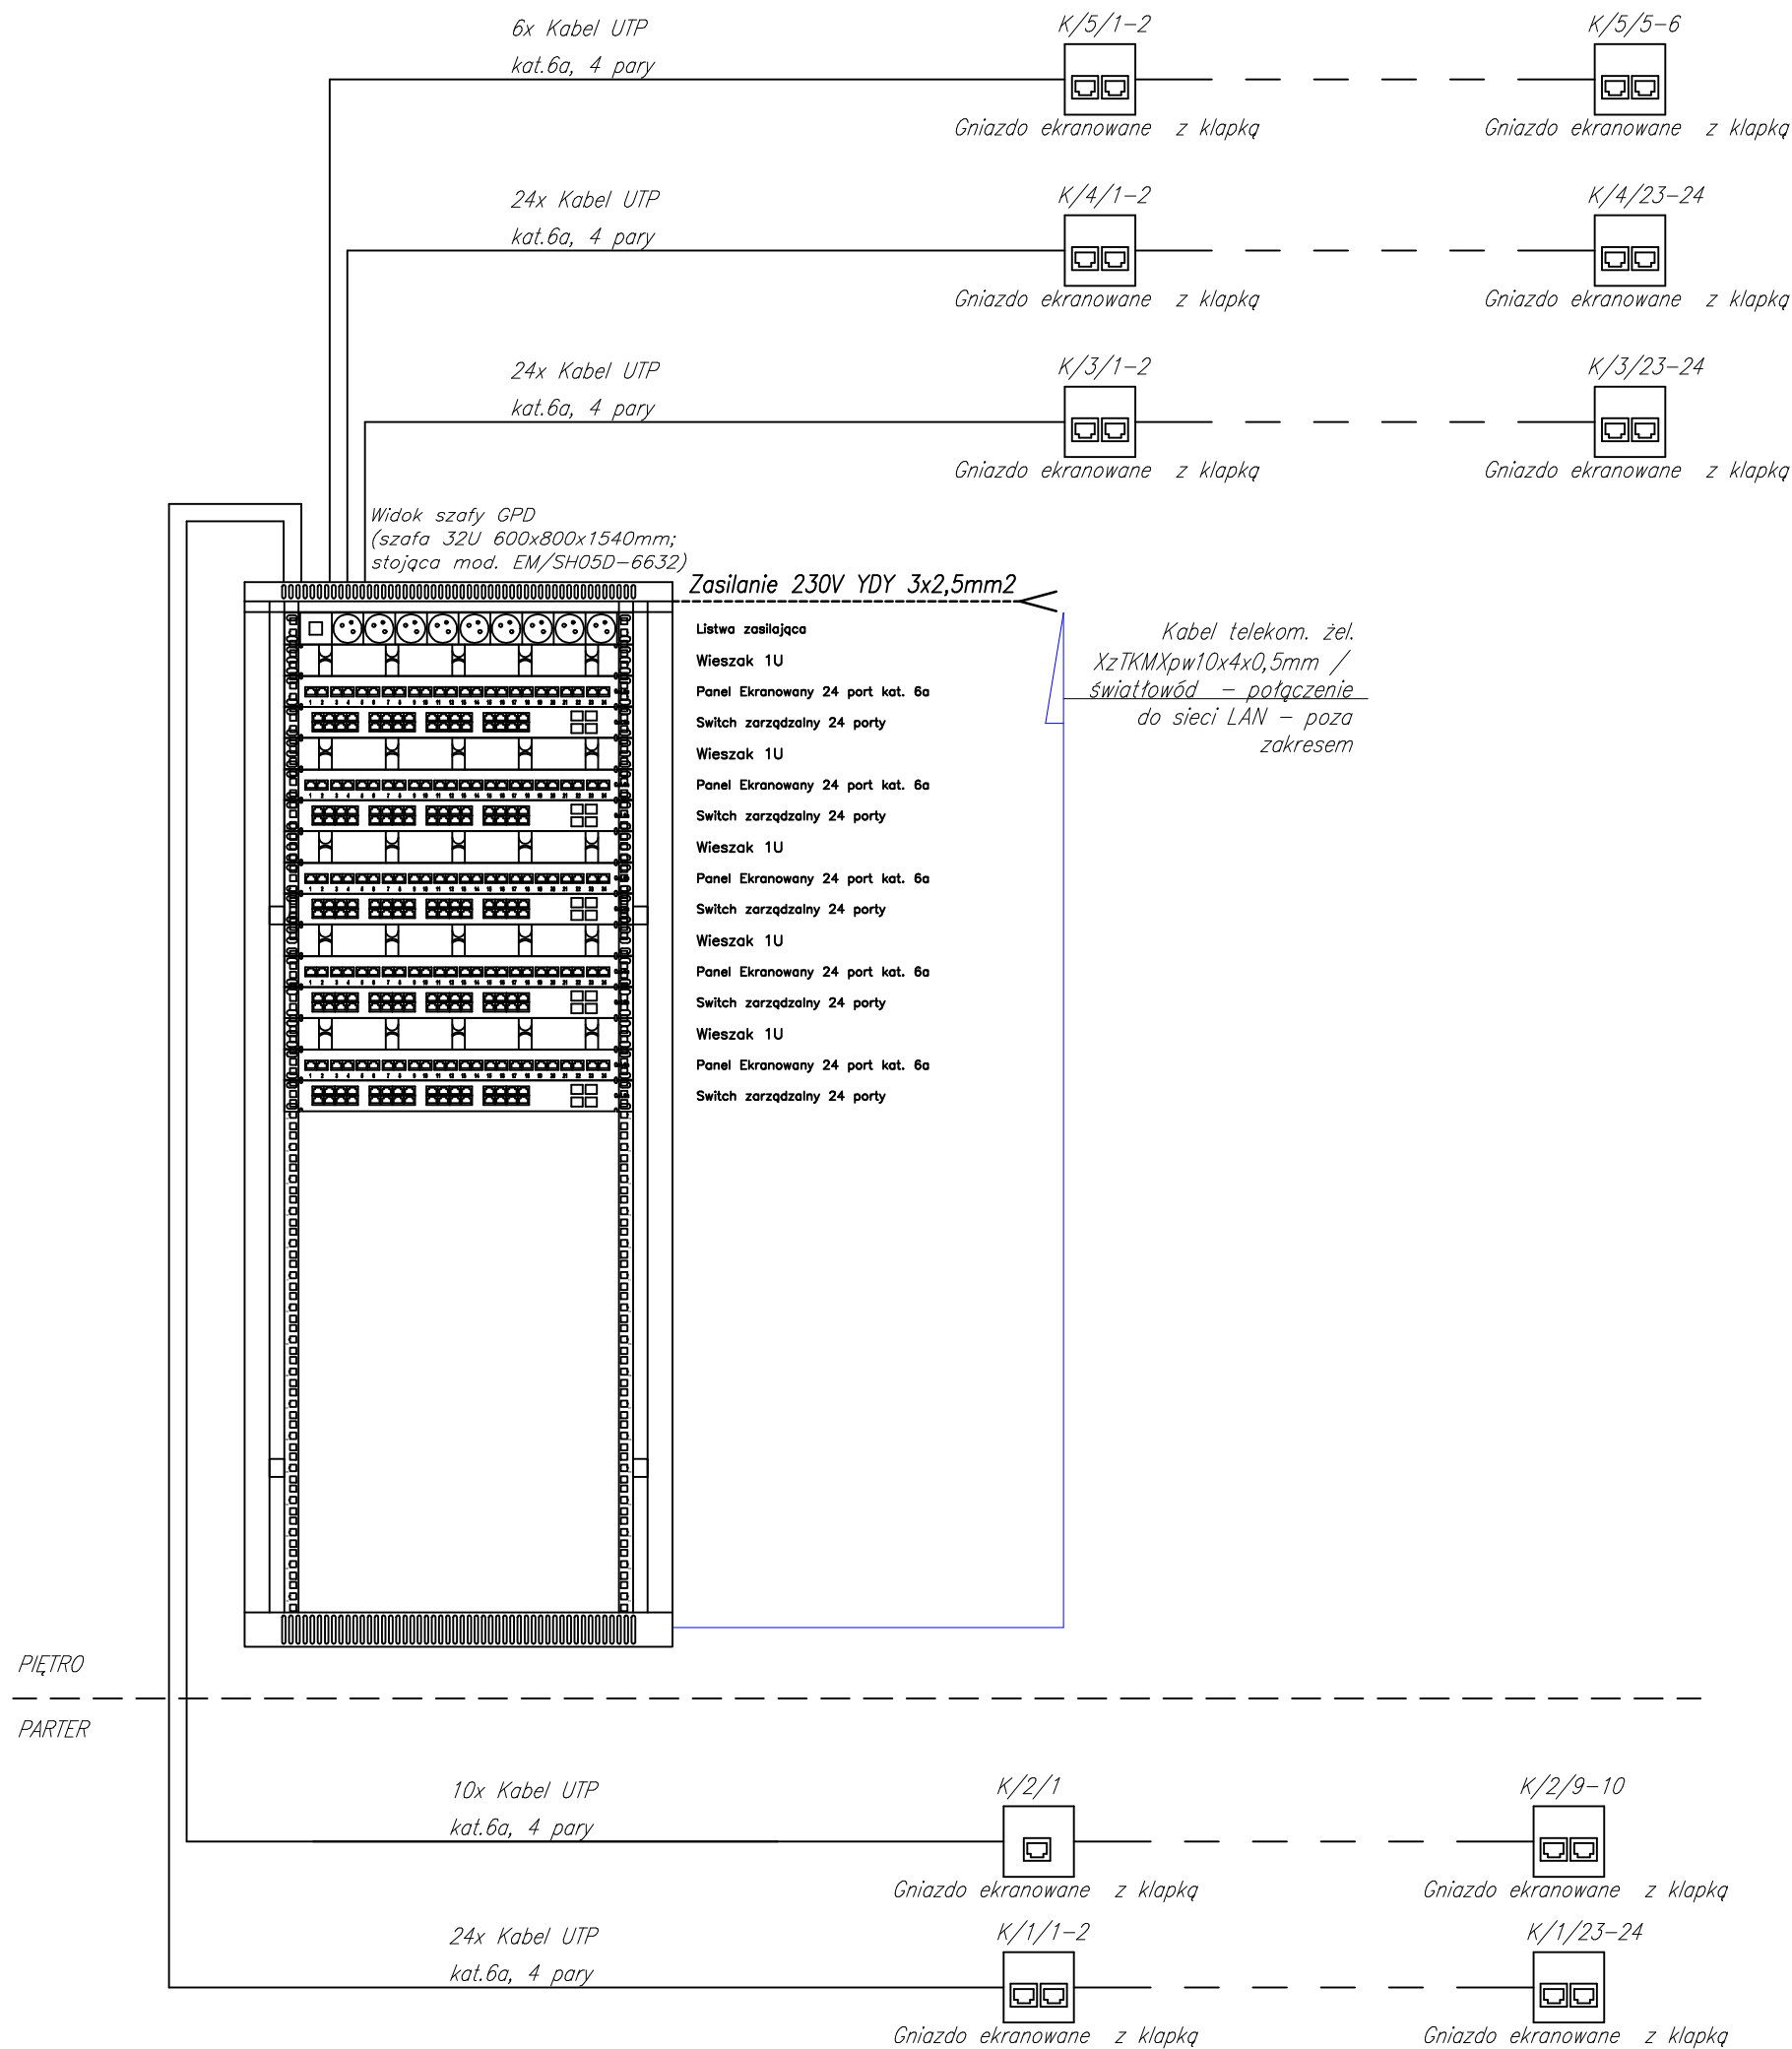 6x Kabel UTP
kat.6a, 4 pary
K/5/1-2
Gniazdo ekranowane z klapką
K/5/5-6
Gniazdo ekranowane z klapką
24x Kabel UTP
kat.6a, 4 pary
K/4/1-2
Gniazdo ekranowane z klapką
K/4/23-24
Gniazdo ekranowane z klapką
24x Kabel UTP
kat.6a, 4 pary
K/3/1-2
Gniazdo ekranowane z klapką
K/3/23-24
Gniazdo ekranowane z klapką
Widok szafy GPD
(szafa 32U 600x800x1540mm;
stojąca mod. EM/SH05D-6632)
Zasilanie 230V YDY 3x2,5mm2
Kabel telekom. żel.
XzTKMXpw10x4x0,5mm /
światłowód - połączenie
do sieci LAN - poza
zakresem
Listwa zasilająca
Wieszak 1U
Panel Ekranowany 24 port kat. 6a
Switch zarządzalny 24 porty
Wieszak 1U
Panel Ekranowany 24 port kat. 6a
Switch zarządzalny 24 porty
Wieszak 1U
Panel Ekranowany 24 port kat. 6a
Switch zarządzalny 24 porty
Wieszak 1U
Panel Ekranowany 24 port kat. 6a
Switch zarządzalny 24 porty
Wieszak 1U
Panel Ekranowany 24 port kat. 6a
Switch zarządzalny 24 porty
PIĘTRO
PARTER
10x Kabel UTP
kat.6a, 4 pary
K/2/1
Gniazdo ekranowane z klapką
K/2/9-10
Gniazdo ekranowane z klapką
24x Kabel UTP
kat.6a, 4 pary
K/1/1-2
Gniazdo ekranowane z klapką
K/1/23-24
Gniazdo ekranowane z klapką